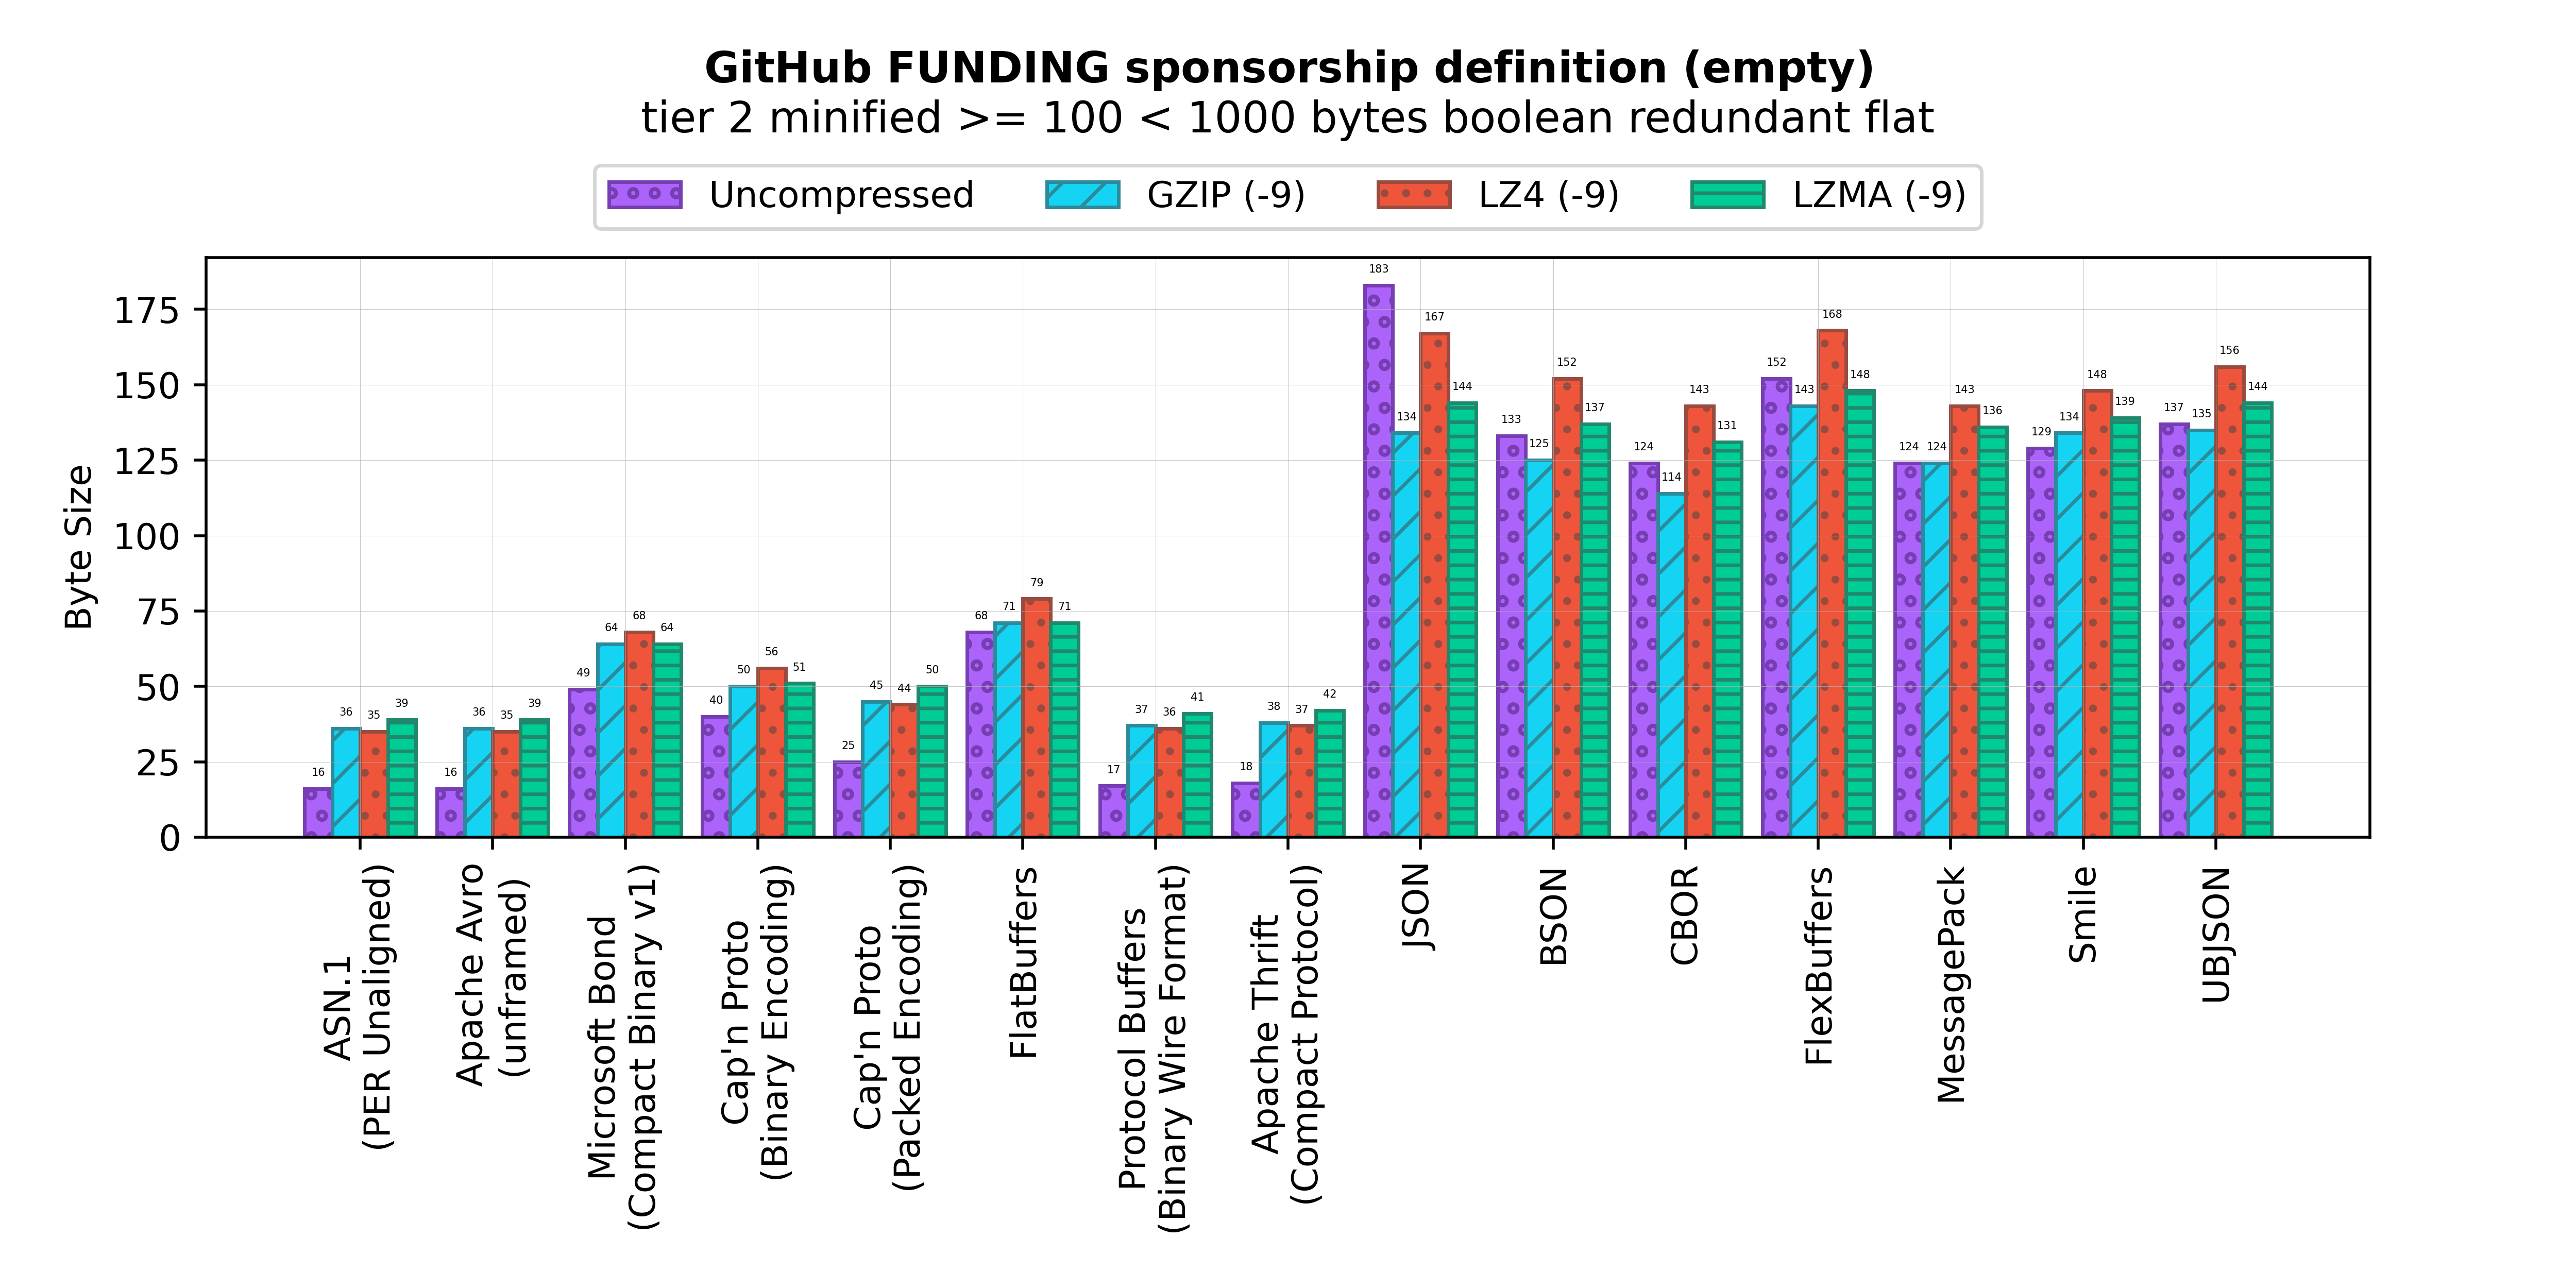 GitHub FUNDING sponsorship definition (empty)
tier 2 minified >= 100 < 1000 bytes boolean redundant flat
Uncompressed GZIP (-9) LZ4 (-9) LZMA (-9)
Byte Size
175
150
125
100
75
50
25
0
16 36 35 39
16 36 35 39
49 64 68 64
40 50 56 51
25 45 44 50
68 71 79 71
17 37 36 41
18 38 37 42
183 134 167 144
133 125 152 137
124 114 143 131
152 143 168 148
124 124 143 136
129 134 148 139
137 135 156 144
ASN.1
(PER Unaligned)
Apache Avro
(unframed)
Microsoft Bond
(Compact Binary v1)
Cap'n Proto
(Binary Encoding)
Cap'n Proto
(Packed Encoding)
FlatBuffers
Protocol Buffers
(Binary Wire Format)
Apache Thrift
(Compact Protocol)
JSON
BSON
CBOR
FlexBuffers
MessagePack
Smile
UBJSON